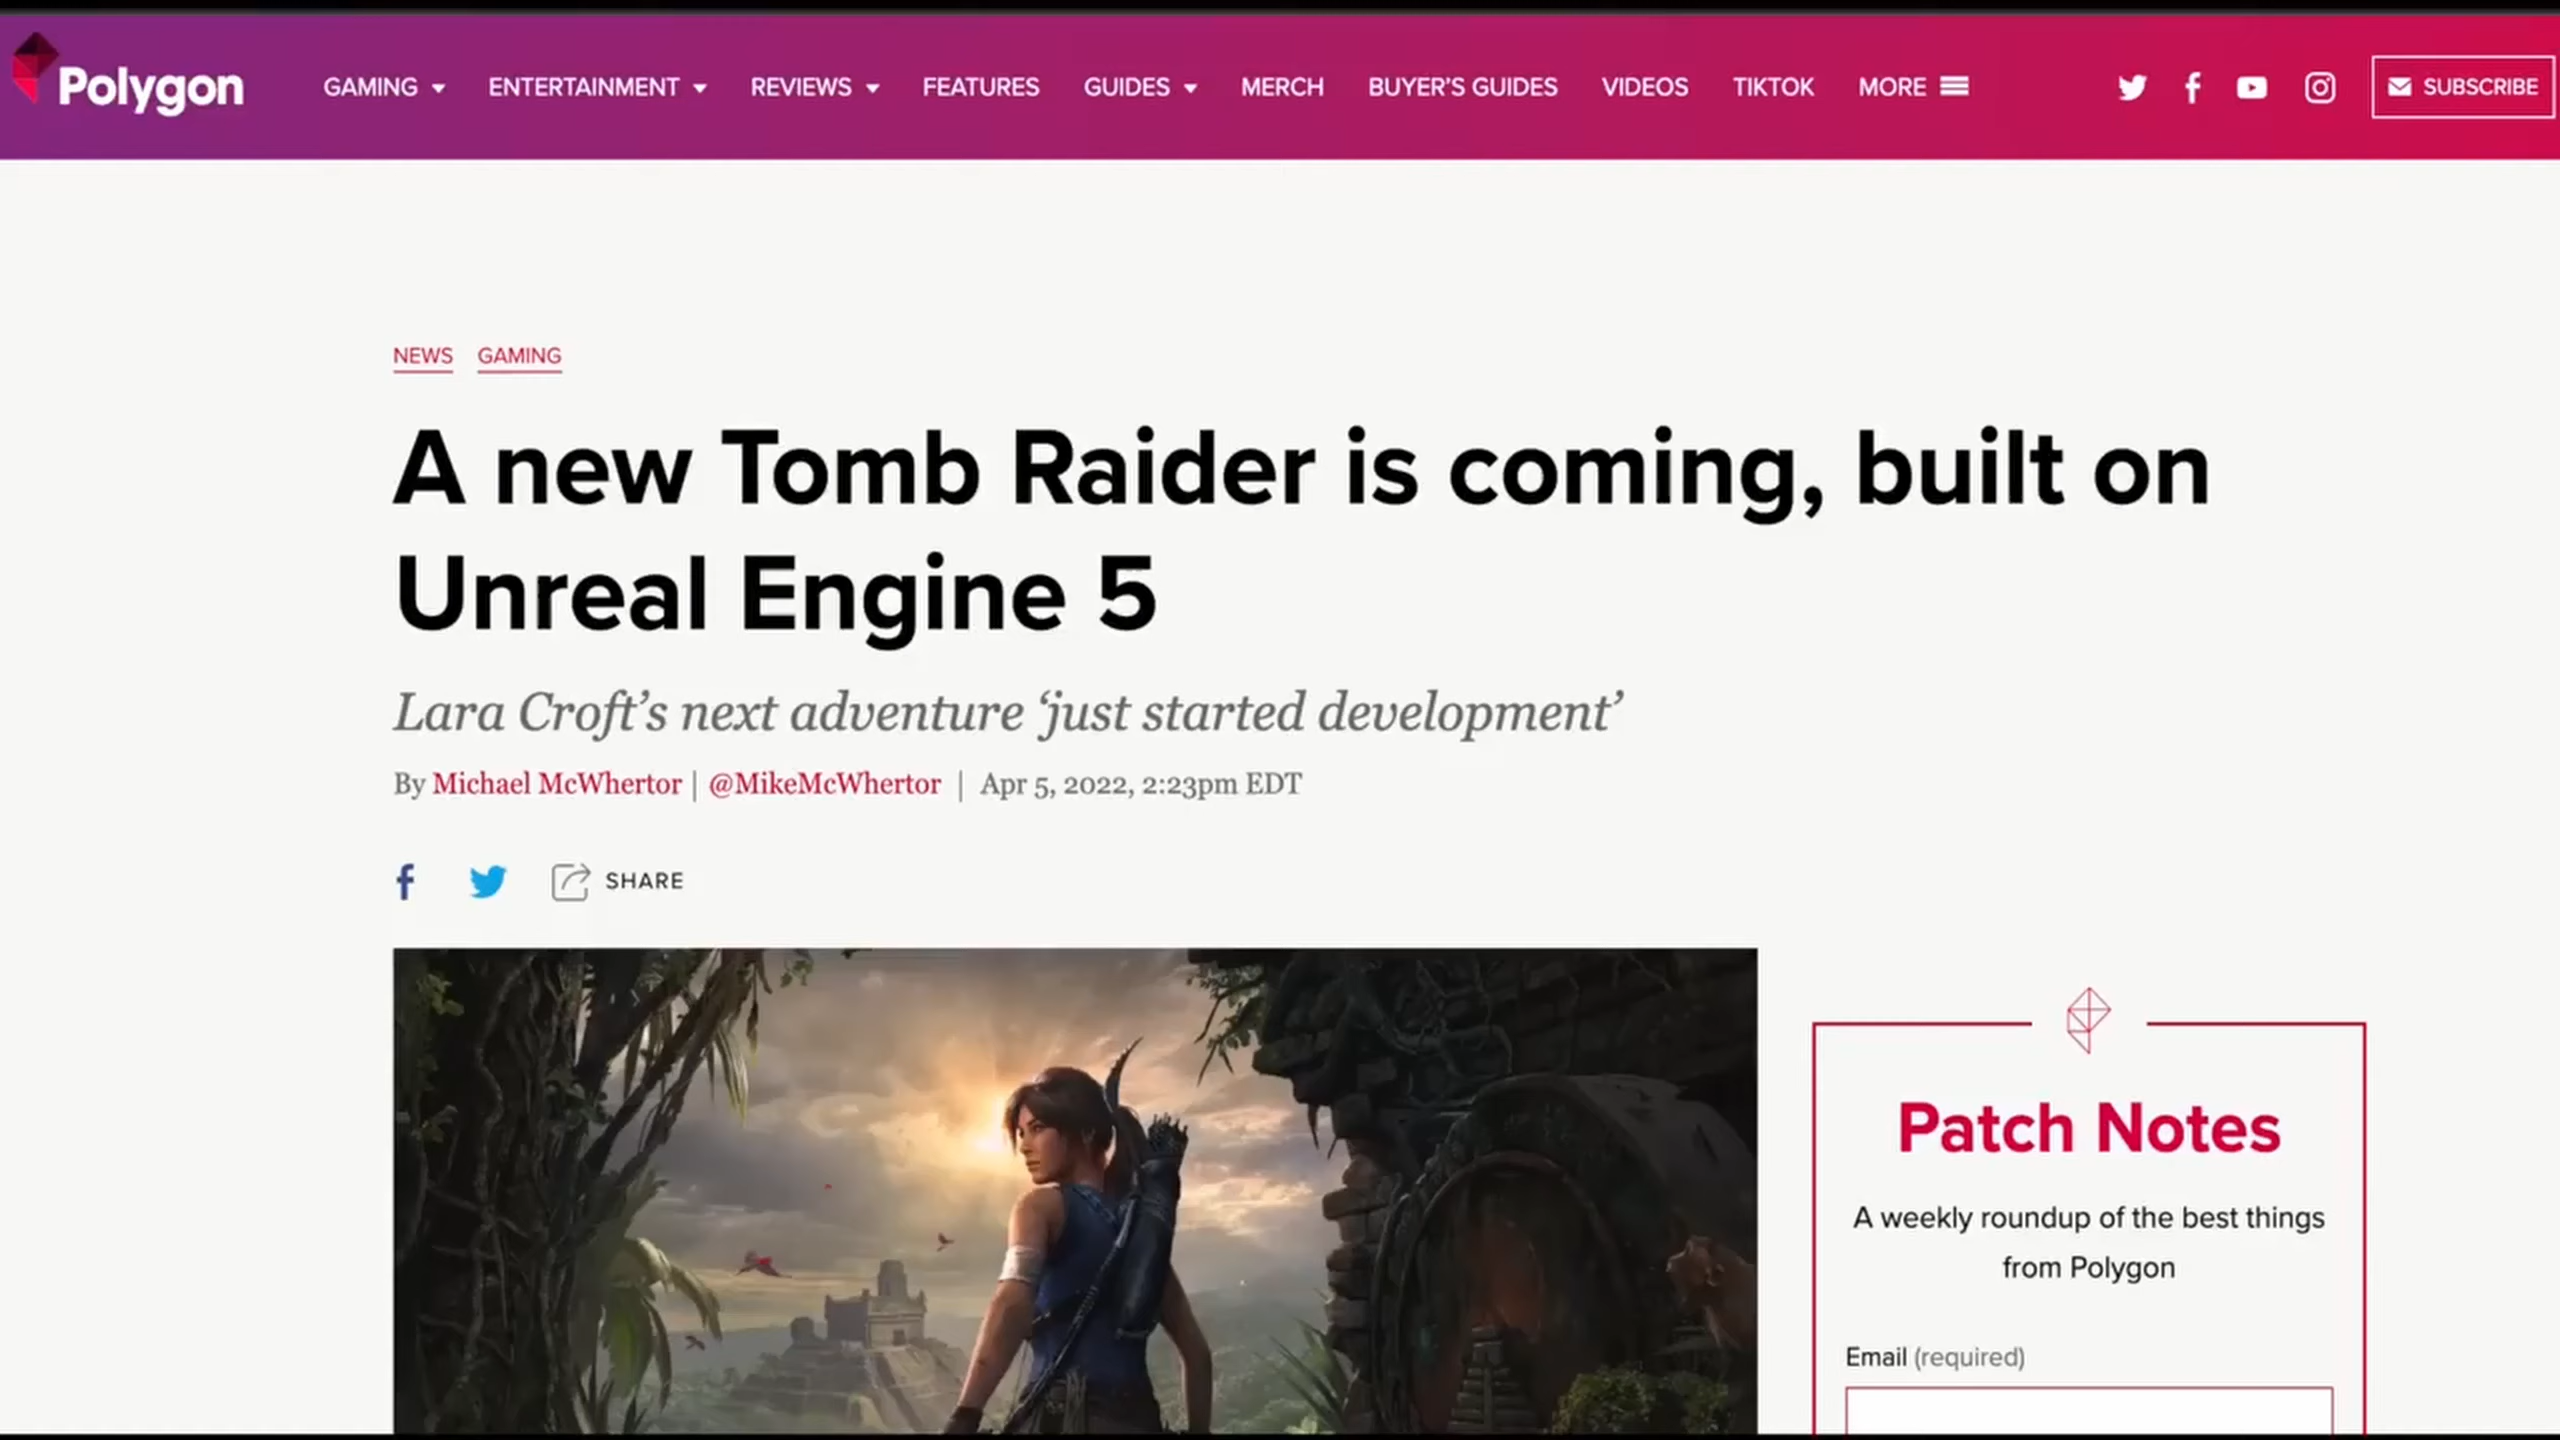 Polygon
GAMING ENTERTAINMENT REVIEWS FEATURES GUIDES MERCH BUYER'S GUIDES VIDEOS TIKTOK MORE SUBSCRIBE
NEWS GAMING
A new Tomb Raider is coming, built on
Unreal Engine 5
Lara Croft's next adventure ‘just started development’
By Michael McWhertor | @MikeMcWhertor | Apr 5, 2022, 2:23pm EDT
SHARE
Patch Notes
A weekly roundup of the best things
from Polygon
Email (required)